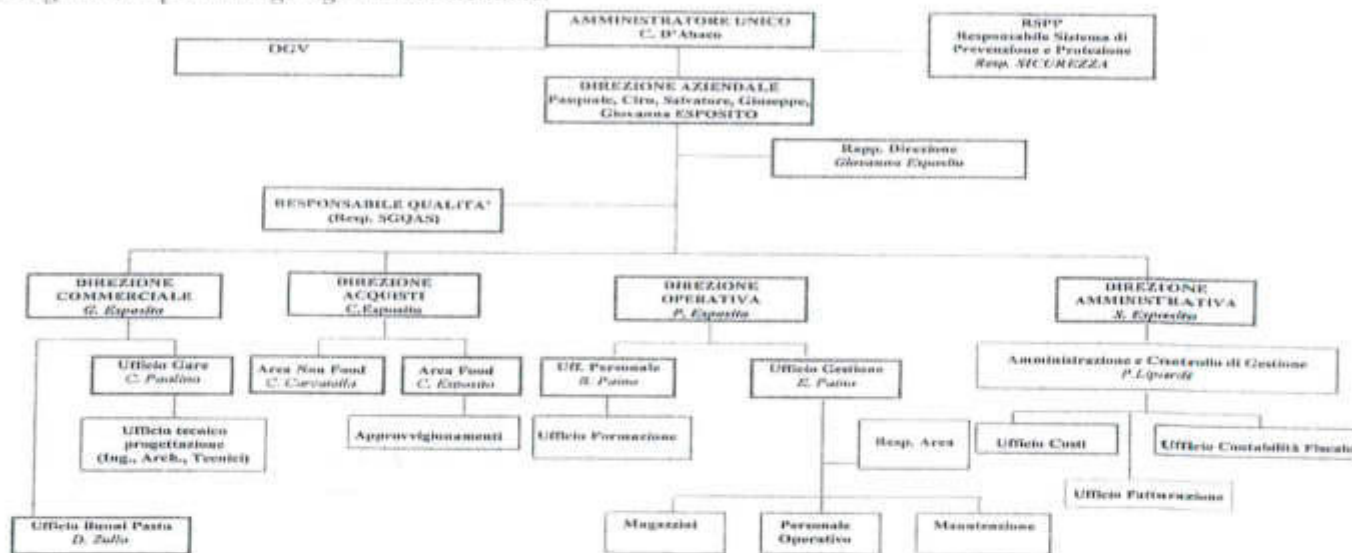 AMMINISTRATORE UNICO
C. D'Abaco
OGV
RSPP
Responsabile Sistema di
Prevenzione e Protezione
Resp. SICUREZZA
DIREZIONE AZIENDALE
Pasquale, Ciro, Salvatore, Giuseppe,
Giovanna ESPOSITO
Rapp. Direzione
Giovanna Esposito
RESPONSABILE QUALITA'
(Resp. SGQAS)
DIREZIONE
COMMERCIALE
G. Esposito
DIREZIONE
ACQUISTI
C.Esposito
DIREZIONE
OPERATIVA
P. Esposito
DIREZIONE
AMMINISTRATIVA
S. Esposito
Ufficio Gare
C. Paolino
Area Non Food
C.
Area Food
C. Esposito
Uff. Personale
Ufficio Gestione
Amministrazione e Controllo di Gestione
P.Lipardi
Ufficio tecnico
progettazione
(Ing., Arch., Tecnici)
Approvvigionamenti
Ufficio Formazione
Resp. Area
Ufficio Costi
Ufficio Contabilità Fiscale
Ufficio Fatturazione
Ufficio Buoni Pasto
D. Zullo
Magazzini
Personale
Operativo
Manutenzione